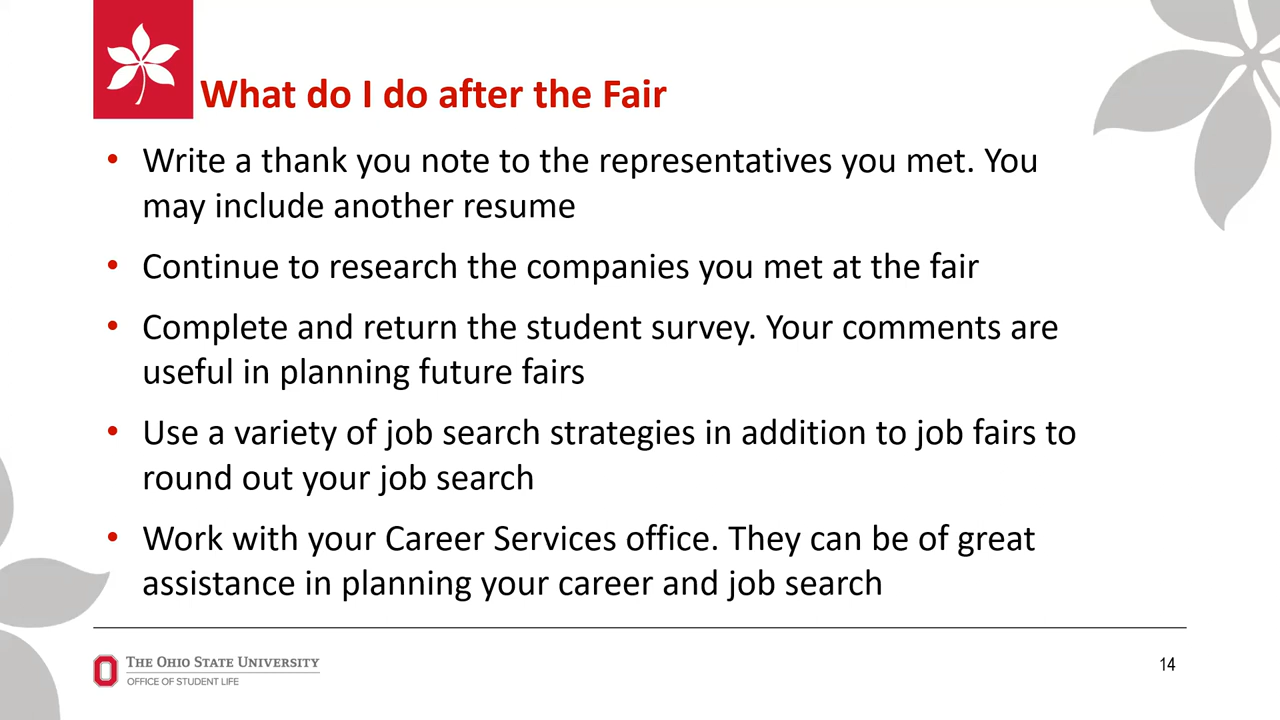 What do I do after the Fair
• Write a thank you note to the representatives you met. You
may include another resume
• Continue to research the companies you met at the fair
• Complete and return the student survey. Your comments are
useful in planning future fairs
• Use a variety of job search strategies in addition to job fairs to
round out your job search
• Work with your Career Services office. They can be of great
assistance in planning your career and job search
THE OHIO STATE UNIVERSITY
OFFICE OF STUDENT LIFE
14